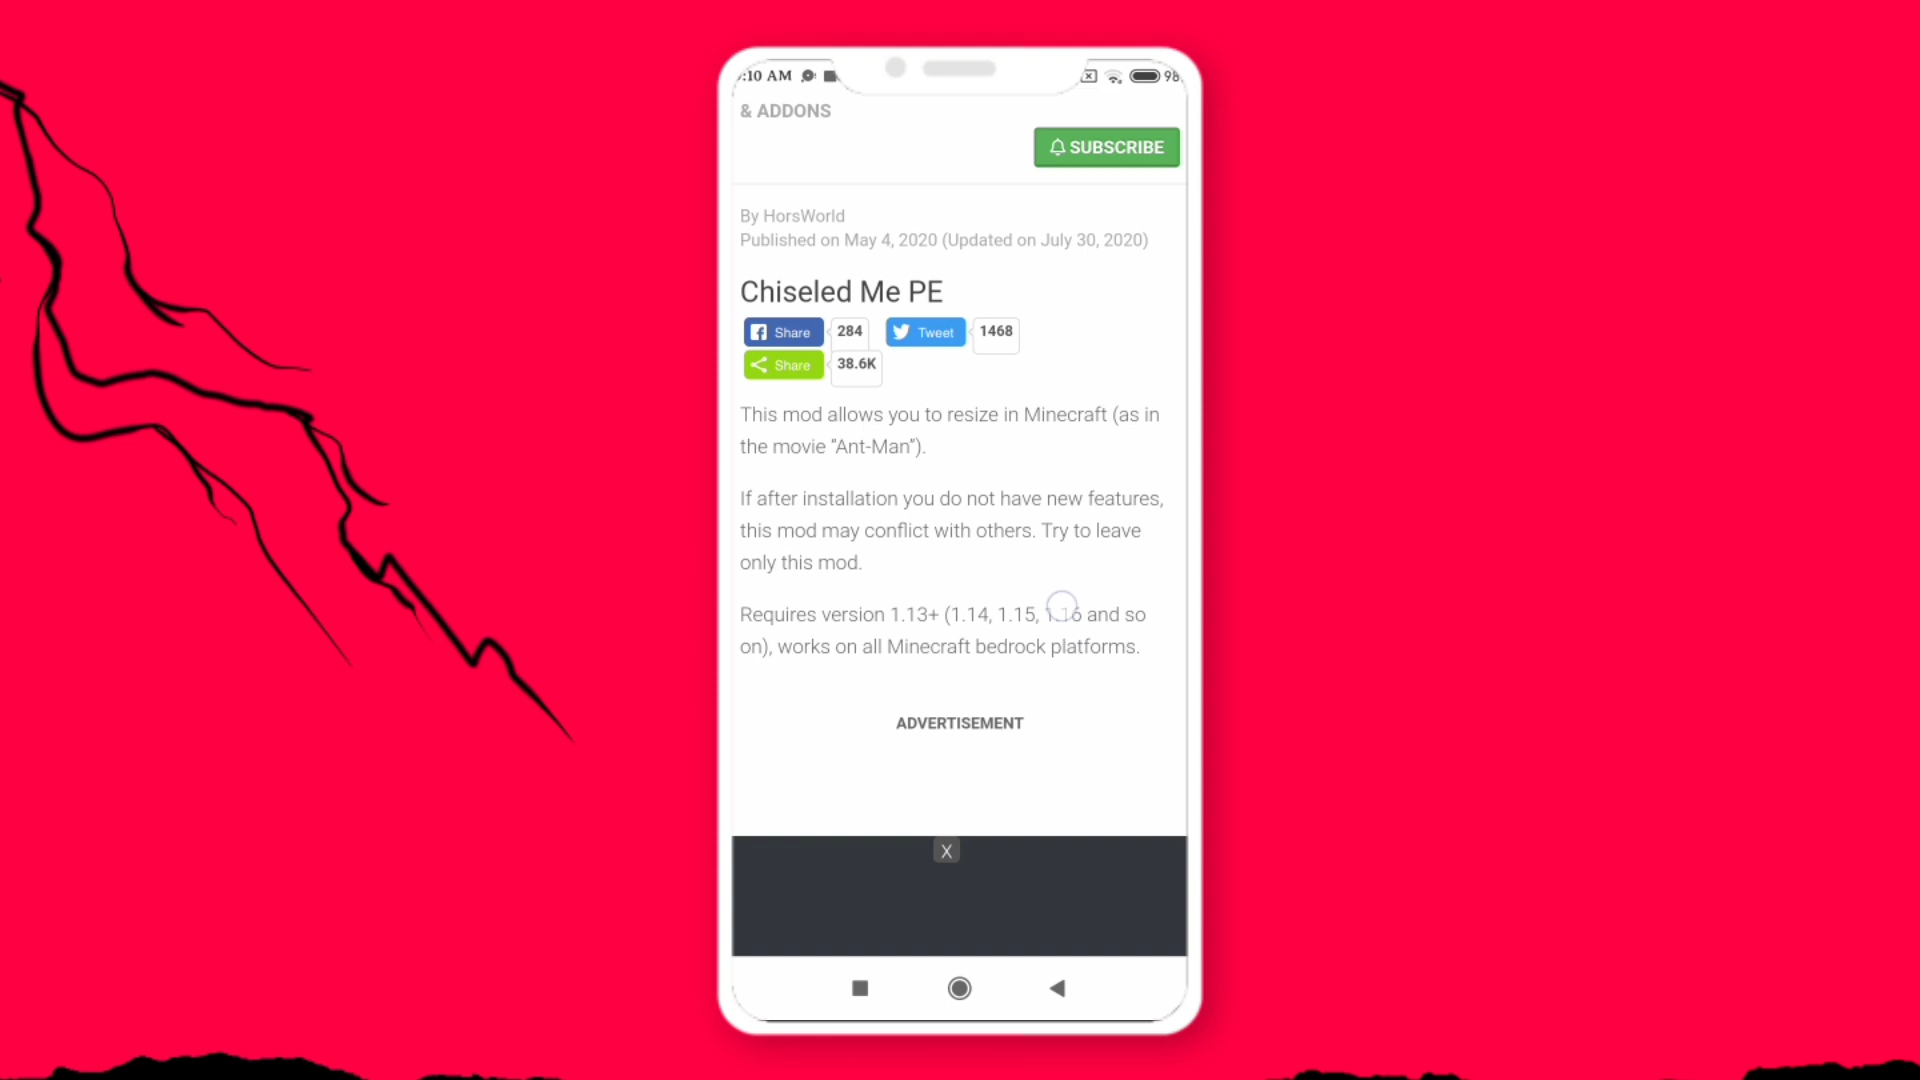 :10 AM
98
& ADDONS
SUBSCRIBE
By HorsWorld
Published on May 4, 2020 (Updated on July 30, 2020)
Chiseled Me PE
Share 284 Tweet 1468
Share 38.6K
This mod allows you to resize in Minecraft (as in
the movie “Ant-Man”).
If after installation you do not have new features,
this mod may conflict with others. Try to leave
only this mod.
Requires version 1.13+ (1.14, 1.15, 1.16 and so
on), works on all Minecraft bedrock platforms.
ADVERTISEMENT
X